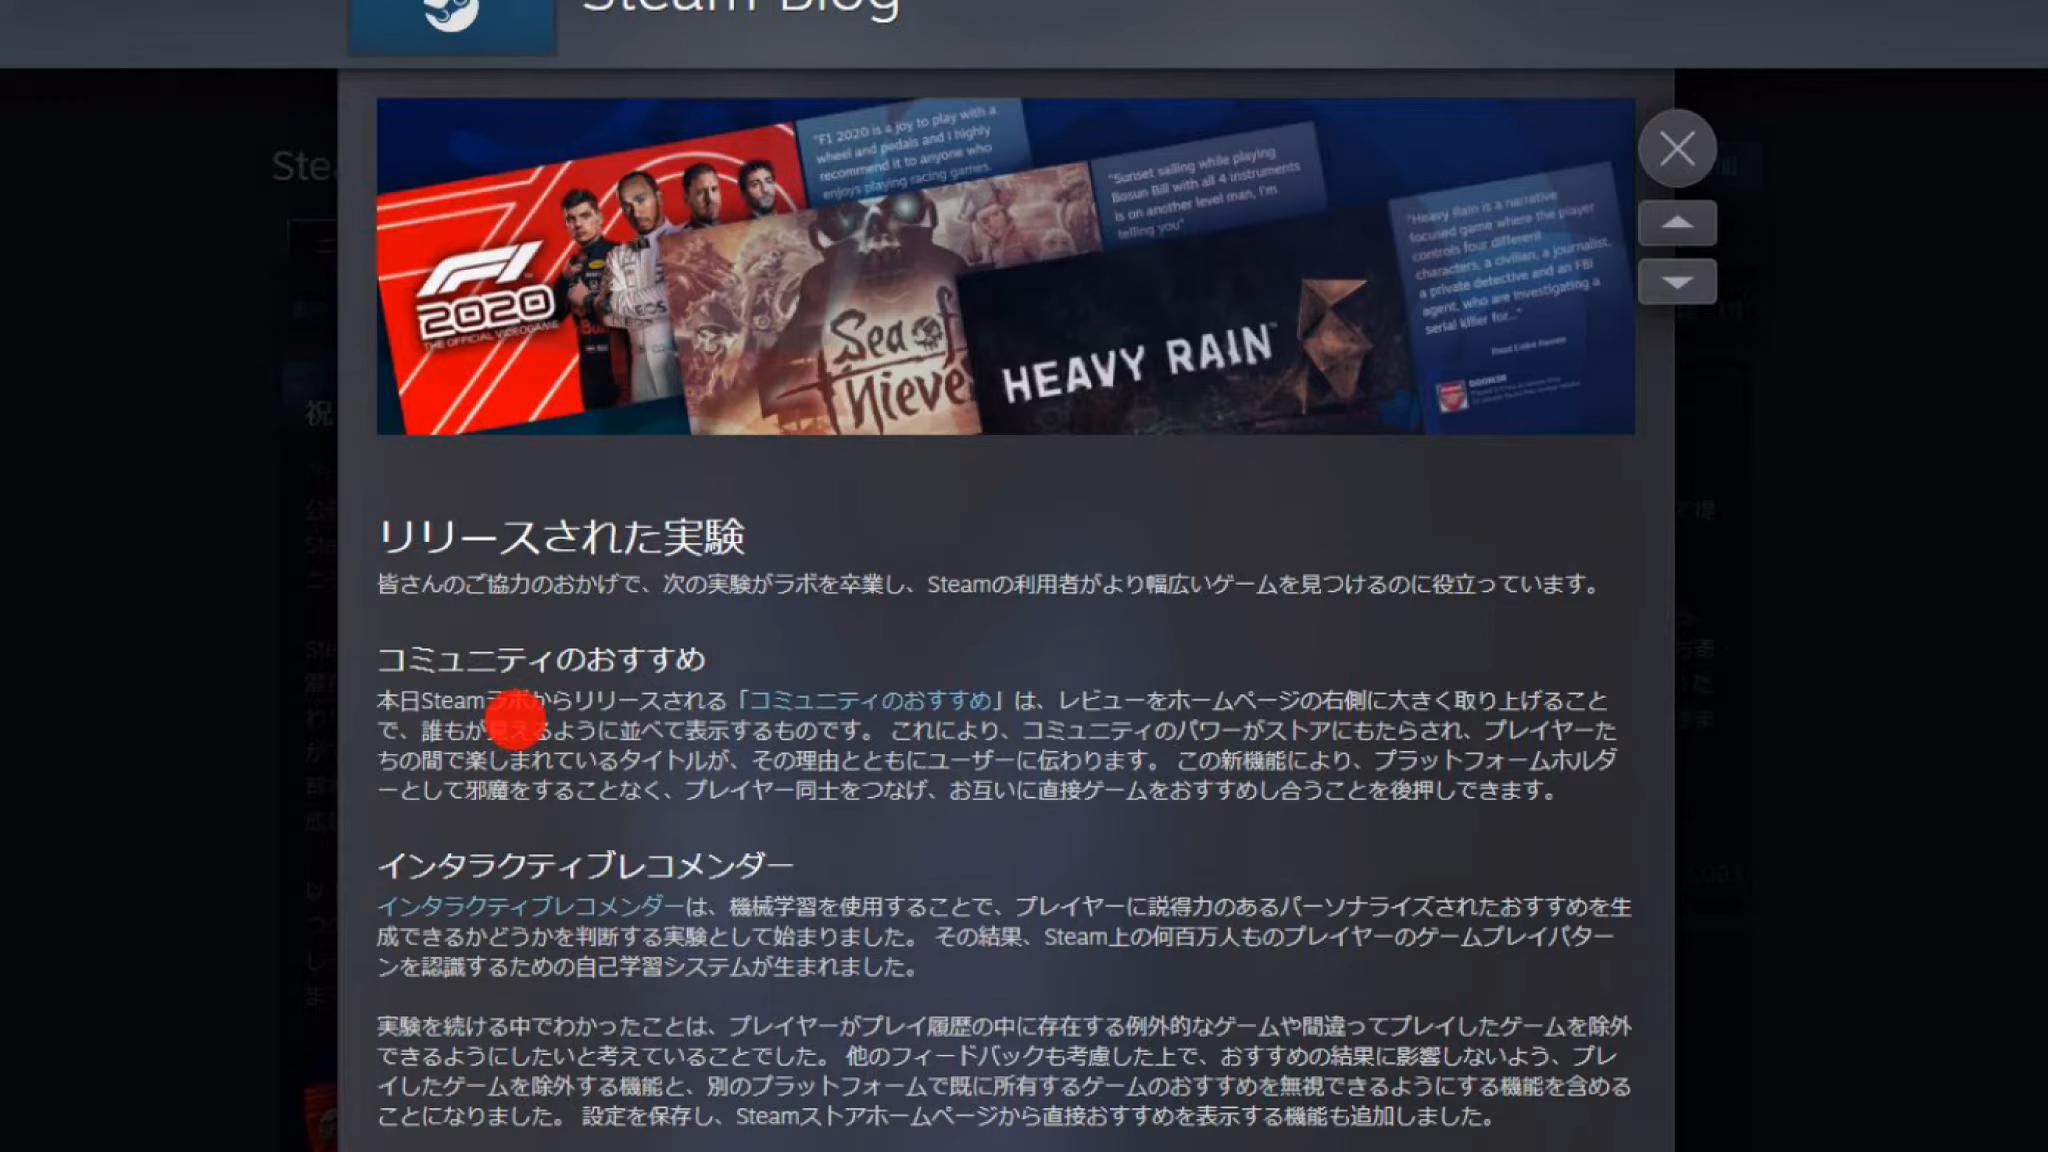 Steam Blog
Ste
"F1 2020 is a joy to play with a
wheel and pedals and I highly
recommend it to anyone who
enjoys playing racing games.
"Sunset sailing while playing
Bosun Bill with all 4 instruments
is on another level man, I'm
telling you"
"Heavy Rain is a narrative
focused game where the player
controls four different
characters, a civilian, a journalist,
a private detective and an FBI
agent, who are investigating a
serial killer for..."
Read Entire Review
F1
2020
THE OFFICIAL VIDEOGAME
Sea of
Thieve
HEAVY RAIN™
祝
リリースされた実験
皆さんのご協力のおかげで、次の実験がラボを卒業し、Steamの利用者がより幅広いゲームを見つけるのに役立っています。
コミュニティのおすすめ
本日Steamラボからリリースされる「コミュニティのおすすめ」は、レビューをホームページの右側に大きく取り上げること
で、誰もが見えるように並べて表示するものです。 これにより、コミュニティのパワーがストアにもたらされ、プレイヤーた
ちの間で楽しまれているタイトルが、その理由とともにユーザーに伝わります。 この新機能により、プラットフォームホルダ
ーとして邪魔をすることなく、プレイヤー同士をつなげ、お互いに直接ゲームをおすすめし合うことを後押しできます。
インタラクティブレコメンダー
インタラクティブレコメンダーは、機械学習を使用することで、プレイヤーに説得力のあるパーソナライズされたおすすめを生
成できるかどうかを判断する実験として始まりました。 その結果、Steam上の何百万人ものプレイヤーのゲームプレイパター
ンを認識するための自己学習システムが生まれました。
実験を続ける中でわかったことは、プレイヤーがプレイ履歴の中に存在する例外的なゲームや間違ってプレイしたゲームを除外
できるようにしたいと考えていることでした。 他のフィードバックも考慮した上で、おすすめの結果に影響しないよう、プレ
イしたゲームを除外する機能と、別のプラットフォームで既に所有するゲームのおすすめを無視できるようにする機能を含める
ことになりました。 設定を保存し、Steamストアホームページから直接おすすめを表示する機能も追加しました。